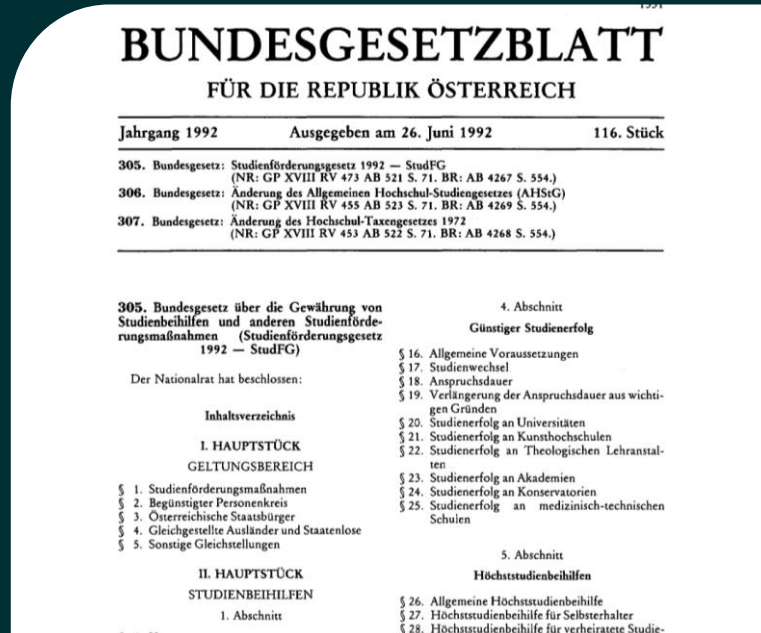 BUNDESGESETZBLATT
FÜR DIE REPUBLIK ÖSTERREICH
Jahrgang 1992 Ausgegeben am 26. Juni 1992 116. Stück
305. Bundesgesetz: Studienförderungsgesetz 1992 — StudFG
(NR: GP XVIII RV 473 AB 521 S. 71. BR: AB 4267 S. 554.)
306. Bundesgesetz: Änderung des Allgemeinen Hochschul-Studiengesetzes (AHStG)
(NR: GP XVIII RV 455 AB 523 S. 71. BR: AB 4269 S. 554.)
307. Bundesgesetz: Änderung des Hochschul-Taxengesetzes 1972
(NR: GP XVIII RV 453 AB 522 S. 71. BR: AB 4268 S. 554.)
305. Bundesgesetz über die Gewährung von
Studienbeihilfen und anderen Studienförde-
rungsmaßnahmen (Studienförderungsgesetz
1992 — StudFG)
Der Nationalrat hat beschlossen:
Inhaltsverzeichnis
I. HAUPTSTÜCK
GELTUNGSBEREICH
§ 1. Studienförderungsmaßnahmen
§ 2. Begünstigter Personenkreis
§ 3. Österreichische Staatsbürger
§ 4. Gleichgestellte Ausländer und Staatenlose
§ 5. Sonstige Gleichstellungen
II. HAUPTSTÜCK
STUDIENBEIHILFEN
1. Abschnitt
4. Abschnitt
Günstiger Studienerfolg
§ 16. Allgemeine Voraussetzungen
§ 17. Studienwechsel
§ 18. Anspruchsdauer
§ 19. Verlängerung der Anspruchsdauer aus wichti-
gen Gründen
§ 20. Studienerfolg an Universitäten
§ 21. Studienerfolg an Kunsthochschulen
§ 22. Studienerfolg an Theologischen Lehranstal-
ten
§ 23. Studienerfolg an Akademien
§ 24. Studienerfolg an Konservatorien
§ 25. Studienerfolg an medizinisch-technischen
Schulen
5. Abschnitt
Höchststudienbeihilfen
§ 26. Allgemeine Höchststudienbeihilfe
§ 27. Höchststudienbeihilfe für Selbsterhalter
§ 28. Höchststudienbeihilfe für verheiratete Studie-